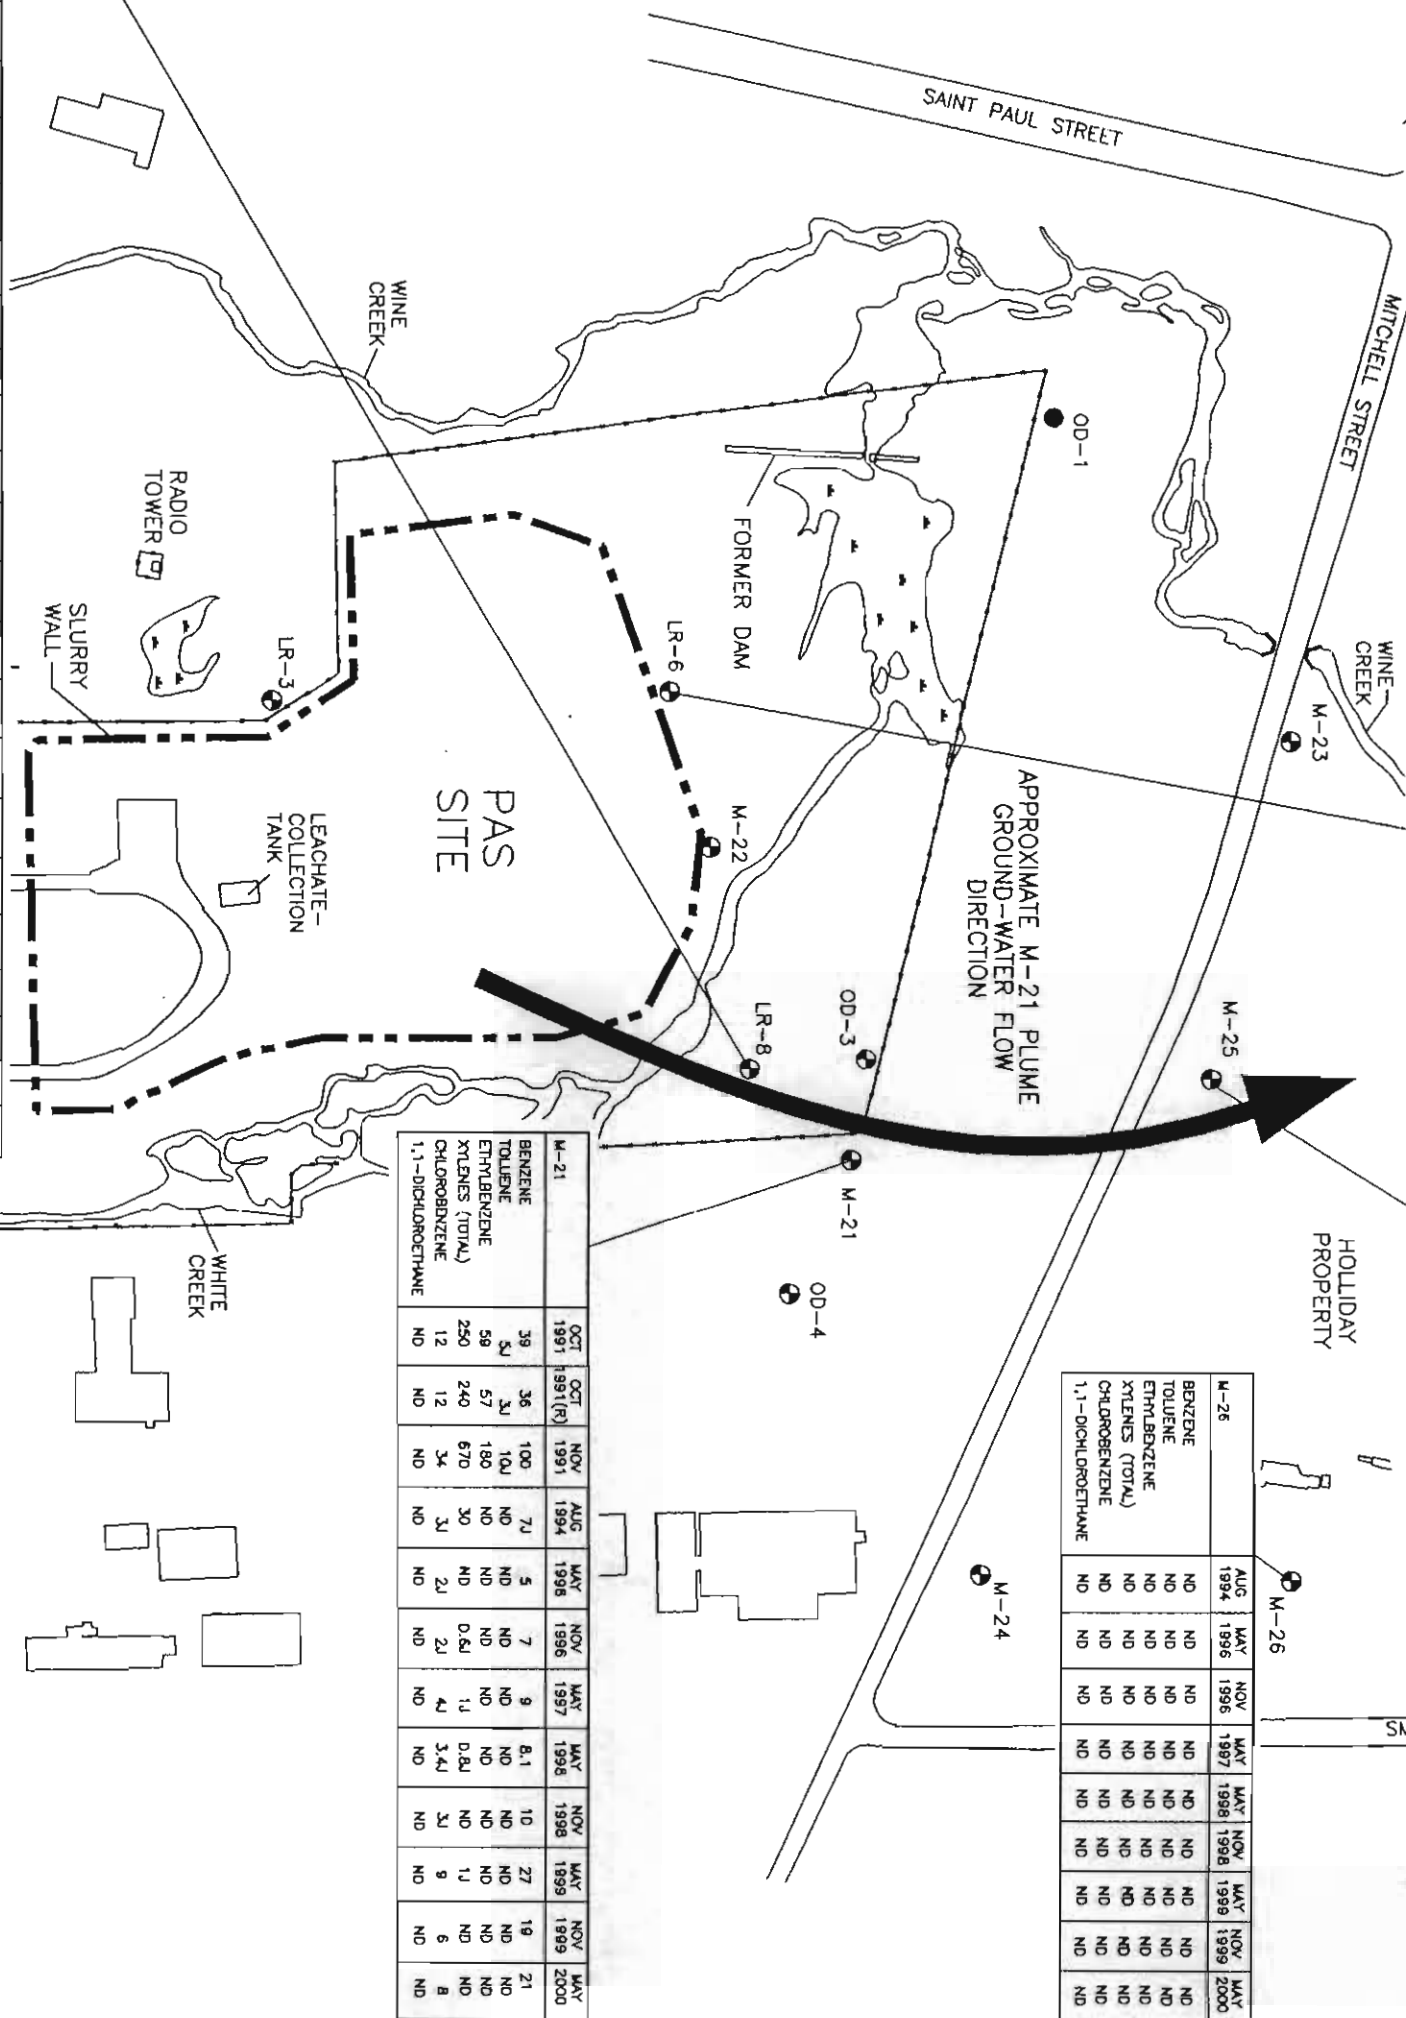 SAINT PAUL STREET
MITCHELL STREET
WINE
CREEK
WINE
CREEK
M-23
OD-1
FORMER DAM
RADIO
TOWER
SLURRY
WALL
LR-3
LR-6
M-22
APPROXIMATE M-21 PLUME
GROUND-WATER FLOW
DIRECTION
PAS
SITE
LEACHATE-
COLLECTION
TANK
M-25
OD-3
LR-8
M-21
OD-4
HOLLIDAY
PROPERTY
WHITE
CREEK
M-24
M-26
M-21 OCT 1991 OCT 1991(R) NOV 1991 AUG 1994 MAY 1996 NOV 1996 MAY 1997 MAY 1998 NOV 1998 MAY 1999 NOV 1999 MAY 2000
BENZENE 39 36 100 7J 5 7 9 8.1 10 27 19 21
TOLUENE 5J 3J 10J ND ND ND ND ND ND ND ND ND
ETHYLBENZENE 59 57 180 ND ND ND ND ND ND ND ND ND
XYLENES (TOTAL) 250 240 670 30 ND 0.6J 1J 0.8J ND 1J ND ND
CHLOROBENZENE 12 12 34 3J 2J 2J 4J 3.4J 3J 9 6 8
1,1-DICHLOROETHANE ND ND ND ND ND ND ND ND ND ND ND ND
M-26 AUG 1994 MAY 1996 NOV 1996 MAY 1997 MAY 1998 NOV 1998 MAY 1999 NOV 1999 MAY 2000
BENZENE ND ND ND ND ND ND ND ND ND
TOLUENE ND ND ND ND ND ND ND ND ND
ETHYLBENZENE ND ND ND ND ND ND ND ND ND
XYLENES (TOTAL) ND ND ND ND ND ND ND ND ND
CHLOROBENZENE ND ND ND ND ND ND ND ND ND
1,1-DICHLOROETHANE ND ND ND ND ND ND ND ND ND